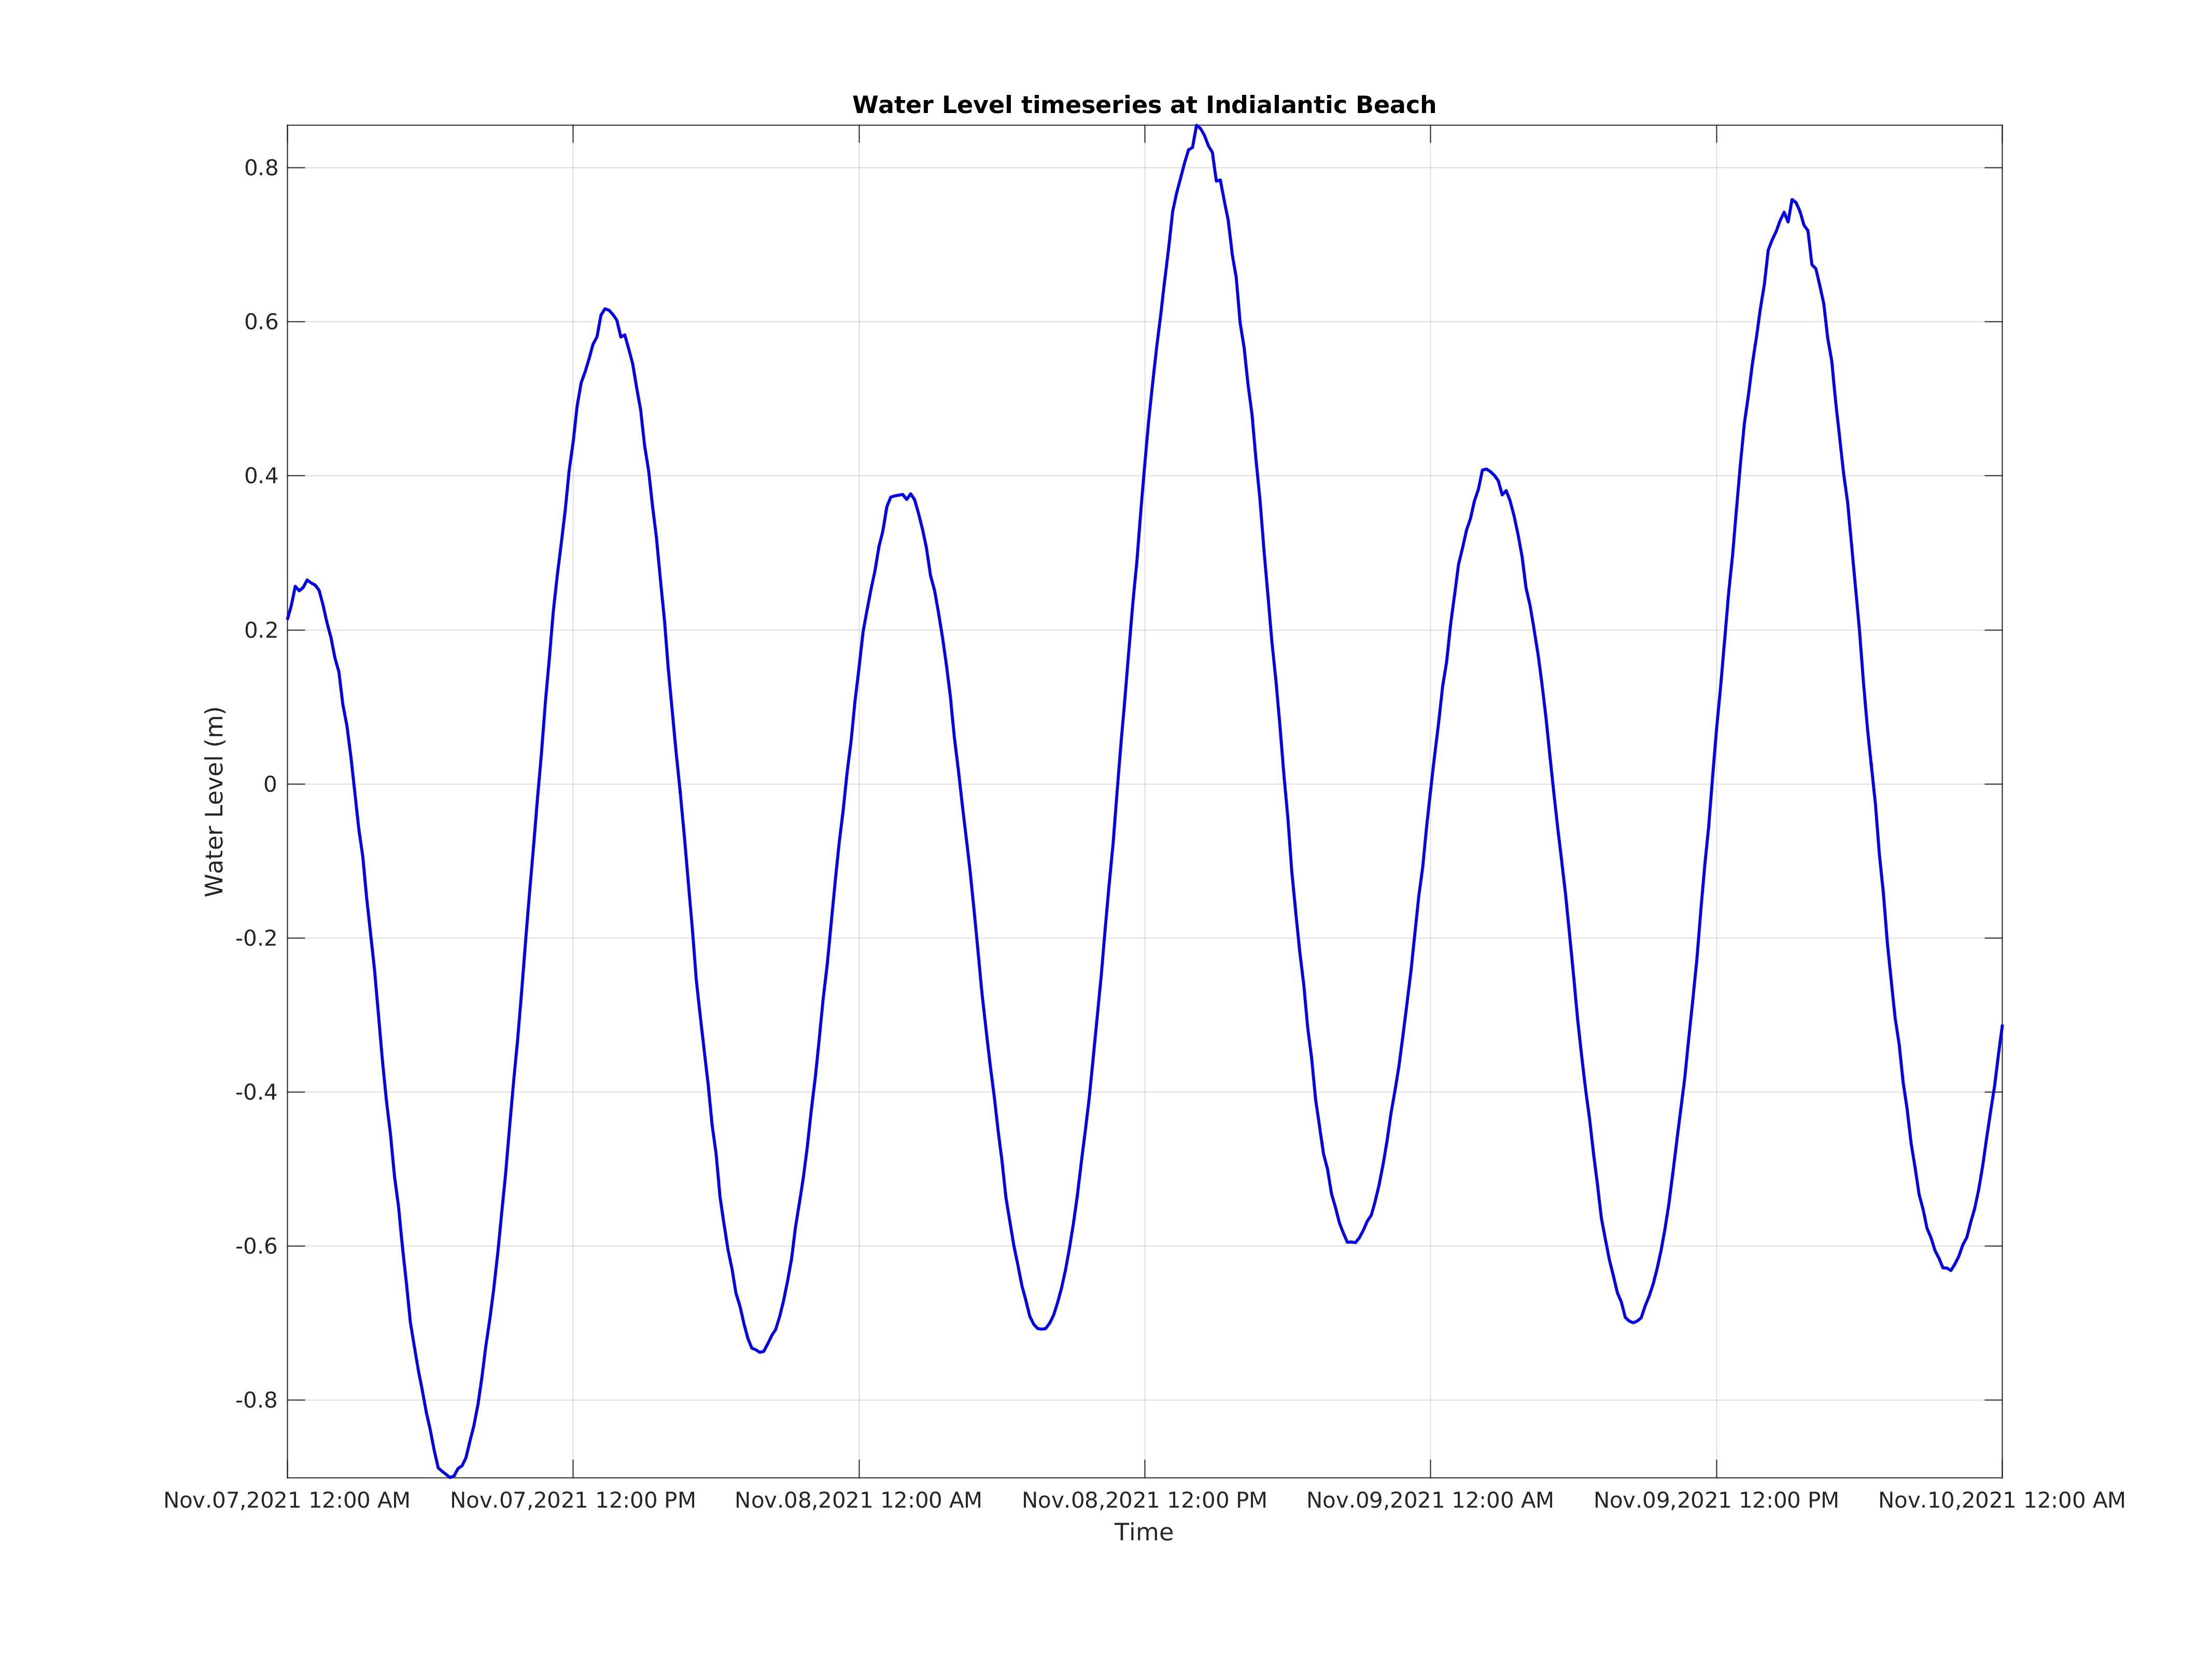 Water Level timeseries at Indialantic Beach
0.8
0.6
0.4
0.2
0
-0.2
-0.4
-0.6
-0.8
Water Level (m)
Nov.07,2021 12:00 AM Nov.07,2021 12:00 PM Nov.08,2021 12:00 AM Nov.08,2021 12:00 PM Nov.09,2021 12:00 AM Nov.09,2021 12:00 PM Nov.10,2021 12:00 AM
Time